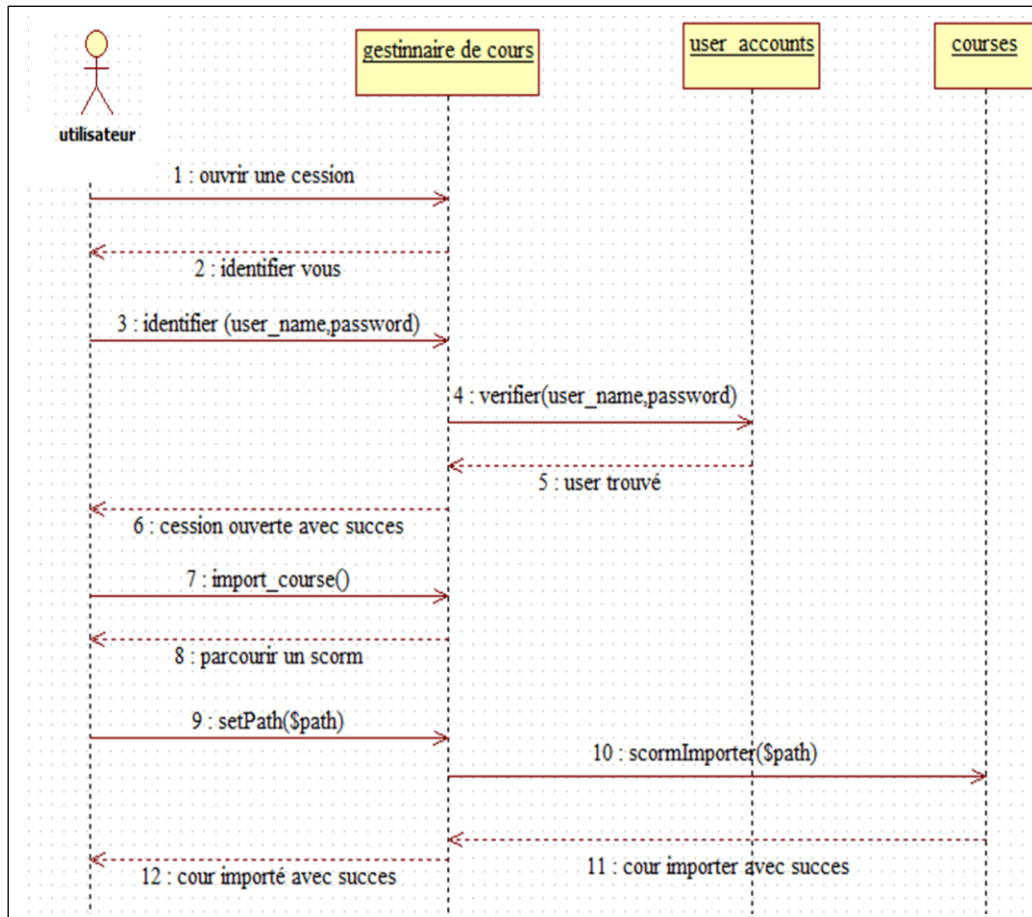 gestinnaire de cours
user_accounts
courses
utilisateur
1 : ouvrir une cession
2 : identifier vous
3 : identifier (user_name,password)
4 : verifier(user_name,password)
5 : user trouvé
6 : cession ouverte avec succes
7 : import_course()
8 : parcourir un scorm
9 : setPath($path)
10 : scormImporter($path)
11 : cour importer avec succes
12 : cour importé avec succes